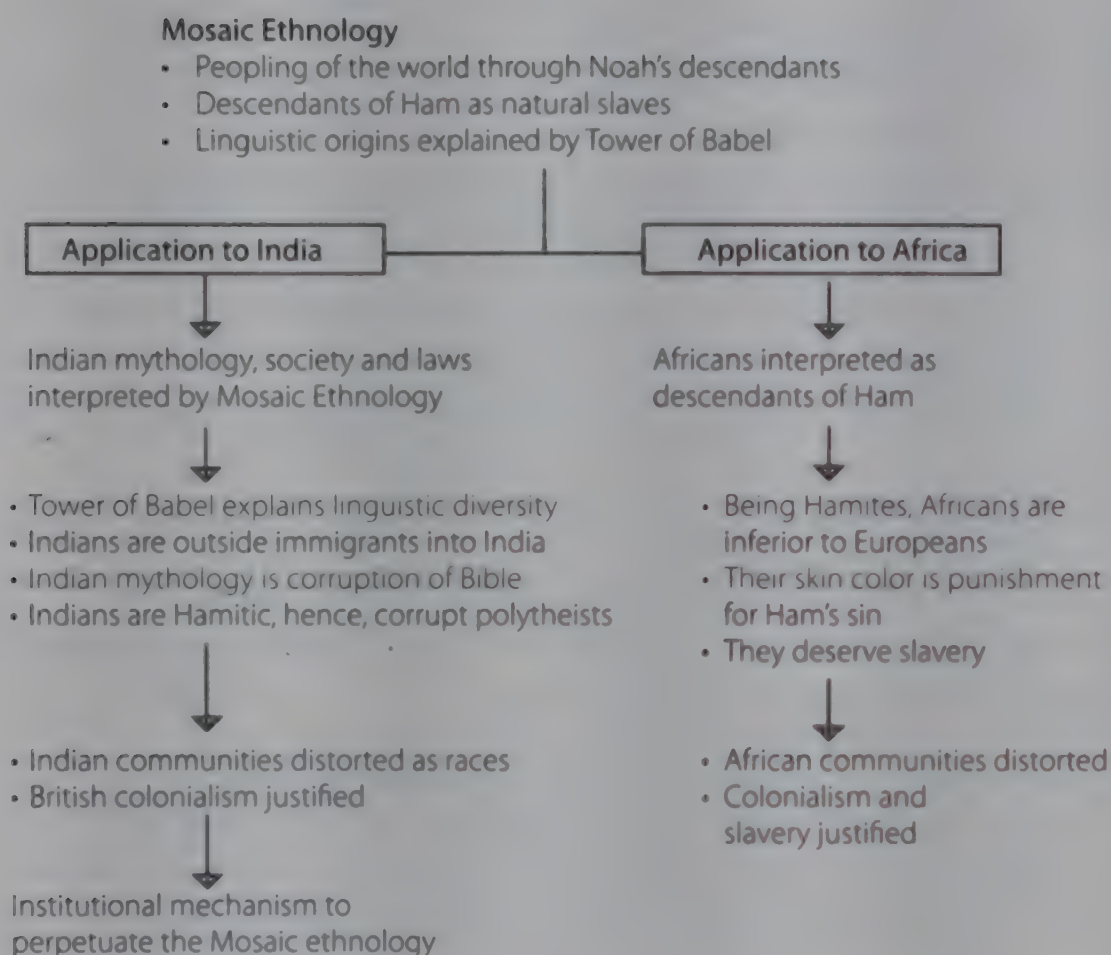 Mosaic Ethnology
• Peopling of the world through Noah's descendants
• Descendants of Ham as natural slaves
• Linguistic origins explained by Tower of Babel
Application to India
Application to Africa
Indian mythology, society and laws
interpreted by Mosaic Ethnology
Africans interpreted as
descendants of Ham
• Tower of Babel explains linguistic diversity
• Indians are outside immigrants into India
• Indian mythology is corruption of Bible
• Indians are Hamitic, hence, corrupt polytheists
• Being Hamites, Africans are
inferior to Europeans
• Their skin color is punishment
for Ham's sin
• They deserve slavery
• Indian communities distorted as races
• British colonialism justified
• African communities distorted
• Colonialism and
slavery justified
Institutional mechanism to
perpetuate the Mosaic ethnology